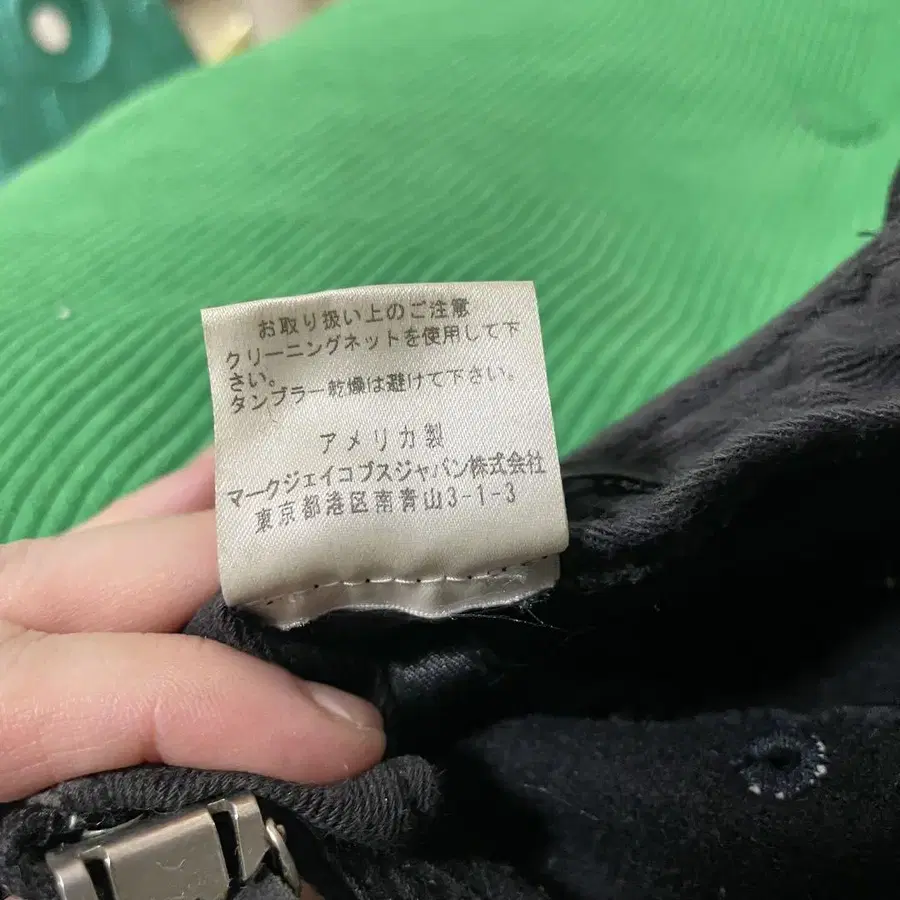 お取り扱い上のご注意
クリーニングネットを使用して下
さい。
タンブラー乾燥は避けて下さい。
アメリカ製
マークジェイコブスジャパン株式会社
東京都港区南青山3-1-3